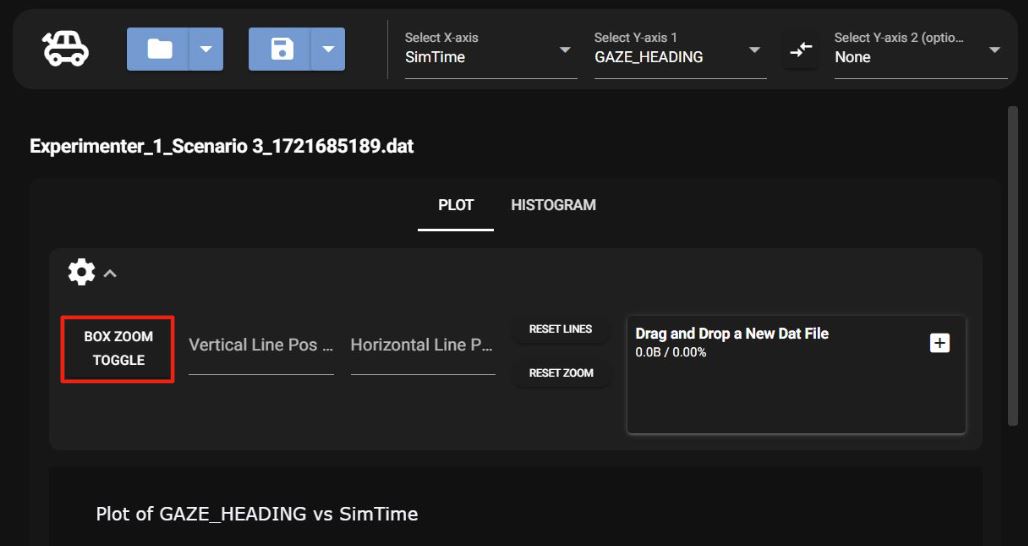 Select X-axis
SimTime
Select Y-axis 1
GAZE_HEADING
Select Y-axis 2 (optio...
None
Experimenter_1_Scenario 3_1721685189.dat
PLOT
HISTOGRAM
BOX ZOOM
TOGGLE
Vertical Line Pos ...
Horizontal Line P...
RESET LINES
RESET ZOOM
Drag and Drop a New Dat File
0.0B / 0.00%
Plot of GAZE_HEADING vs SimTime